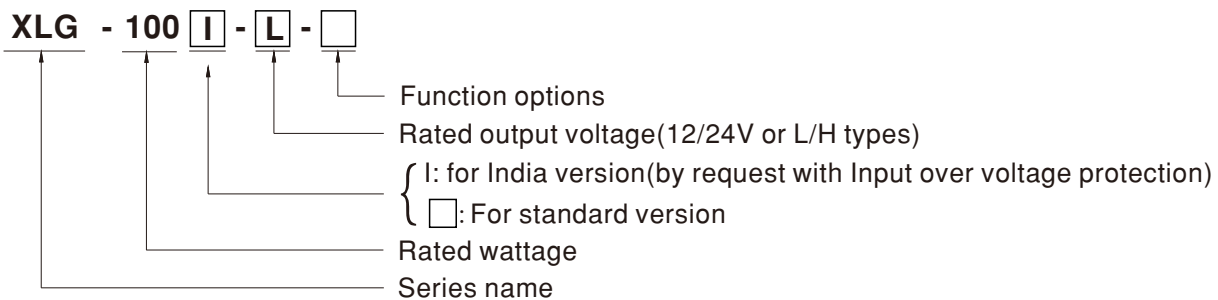 XLG - 100 I - L - □
Function options
Rated output voltage(12/24V or L/H types)
I: for India version(by request with Input over voltage protection)
□: For standard version
Rated wattage
Series name